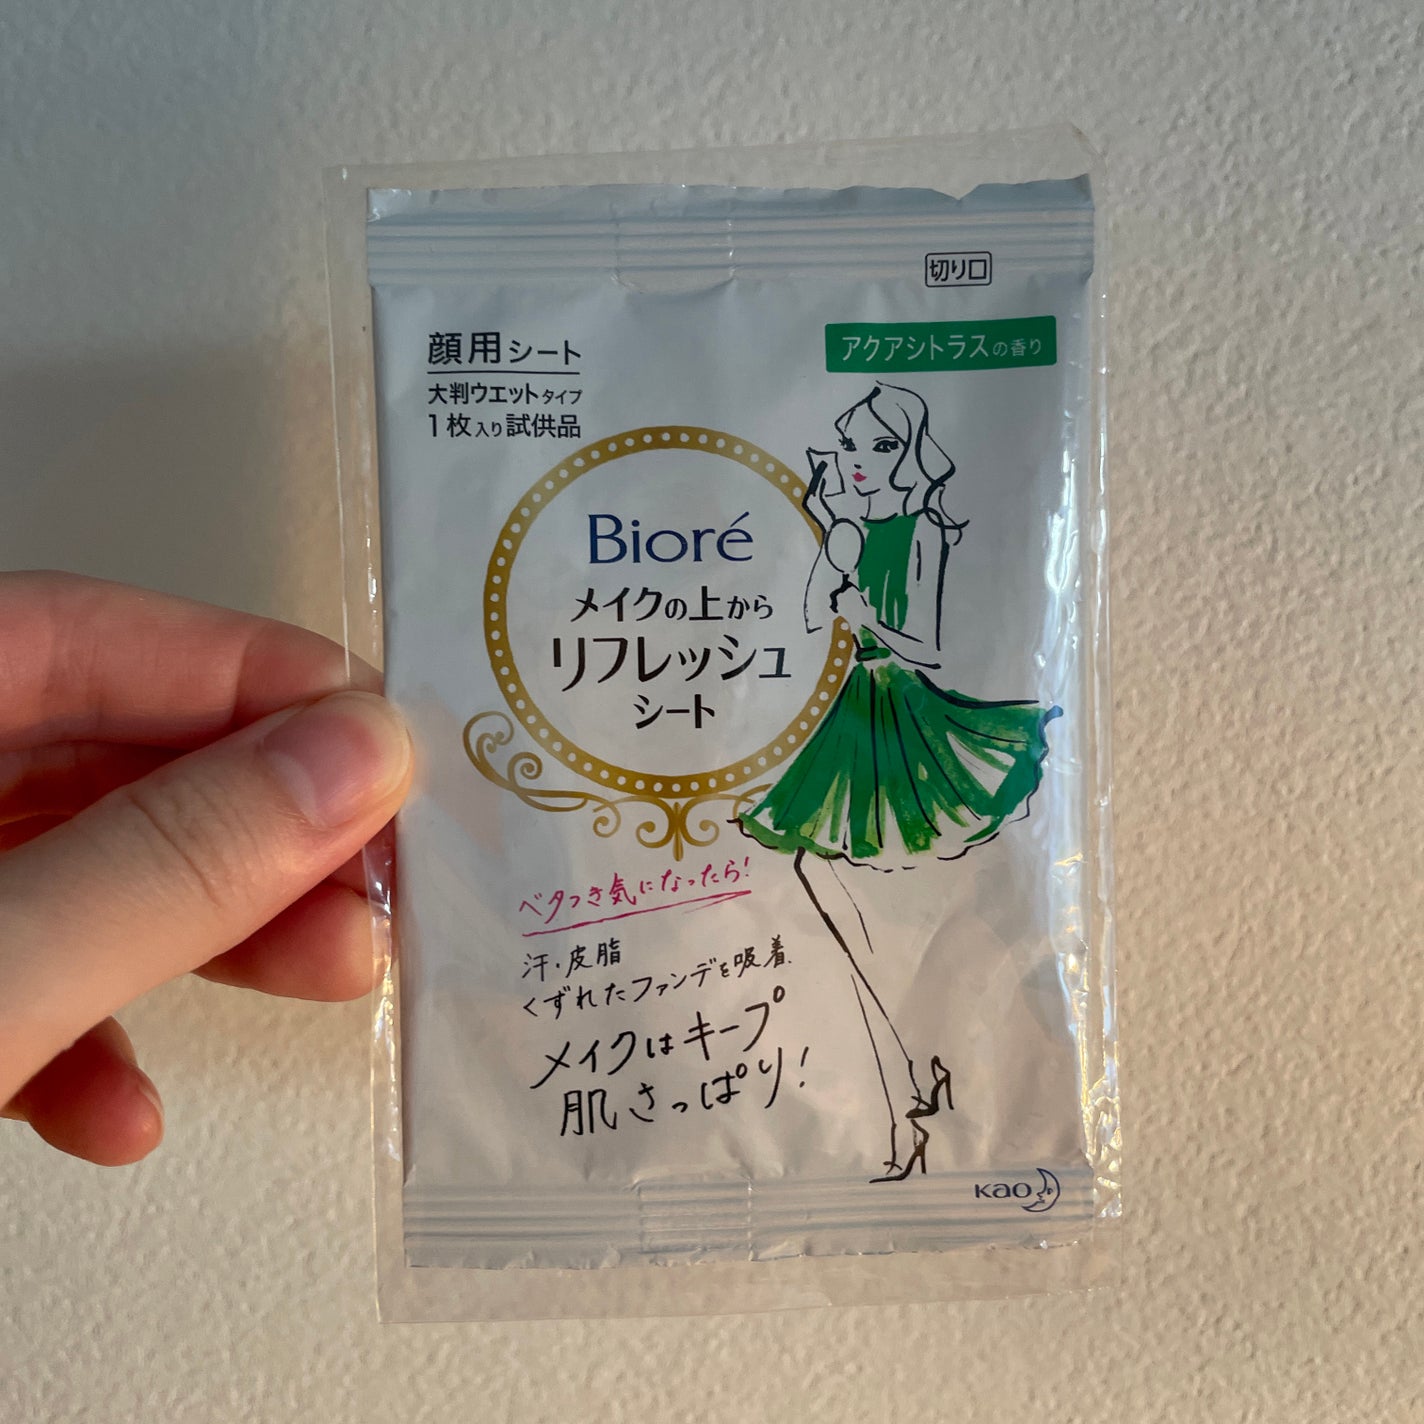 切り口
顔用シート
大判ウエットタイプ
1枚入り試供品
アクアシトラスの香り
Bioré
メイクの上から
リフレッシュ
シート
ベタつき気になったら!
汗・皮脂
くずれたファンデを吸着、
メイクはキープ
肌さっぱり!
Kao